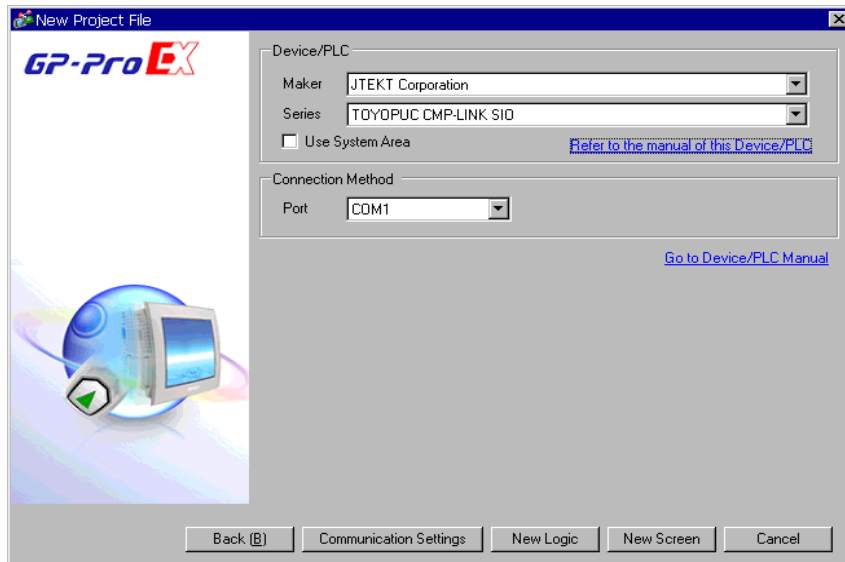 New Project File
GP-Pro EX
Device/PLC
Maker JTEKT Corporation
Series TOYOPUC CMP-LINK SIO
Use System Area Refer to the manual of this Device/PLC
Connection Method
Port COM1
Go to Device/PLC Manual
Back (B) Communication Settings New Logic New Screen Cancel